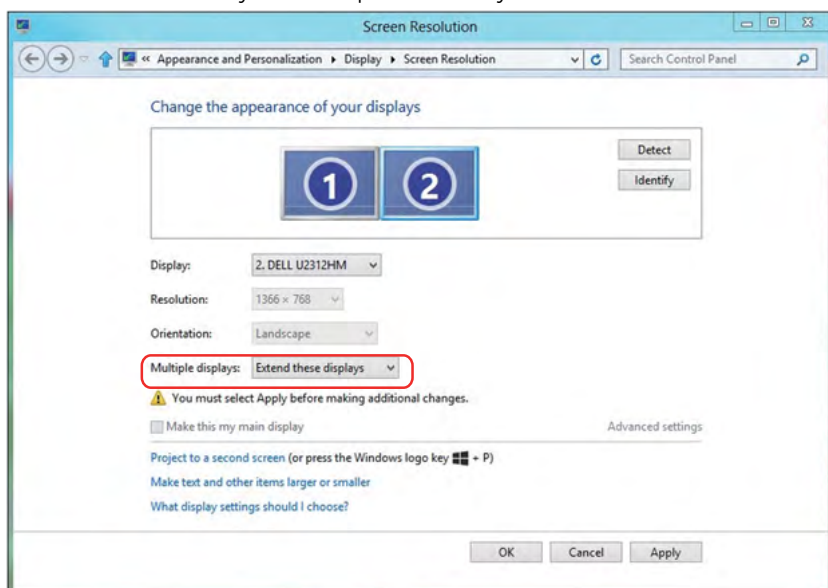 Screen Resolution
« Appearance and Personalization ▸ Display ▸ Screen Resolution
Search Control Panel
Change the appearance of your displays
1 2
Detect
Identify
Display: 2. DELL U2312HM
Resolution: 1366 × 768
Orientation: Landscape
Multiple displays: Extend these displays
You must select Apply before making additional changes.
Make this my main display Advanced settings
Project to a second screen (or press the Windows logo key + P)
Make text and other items larger or smaller
What display settings should I choose?
OK Cancel Apply